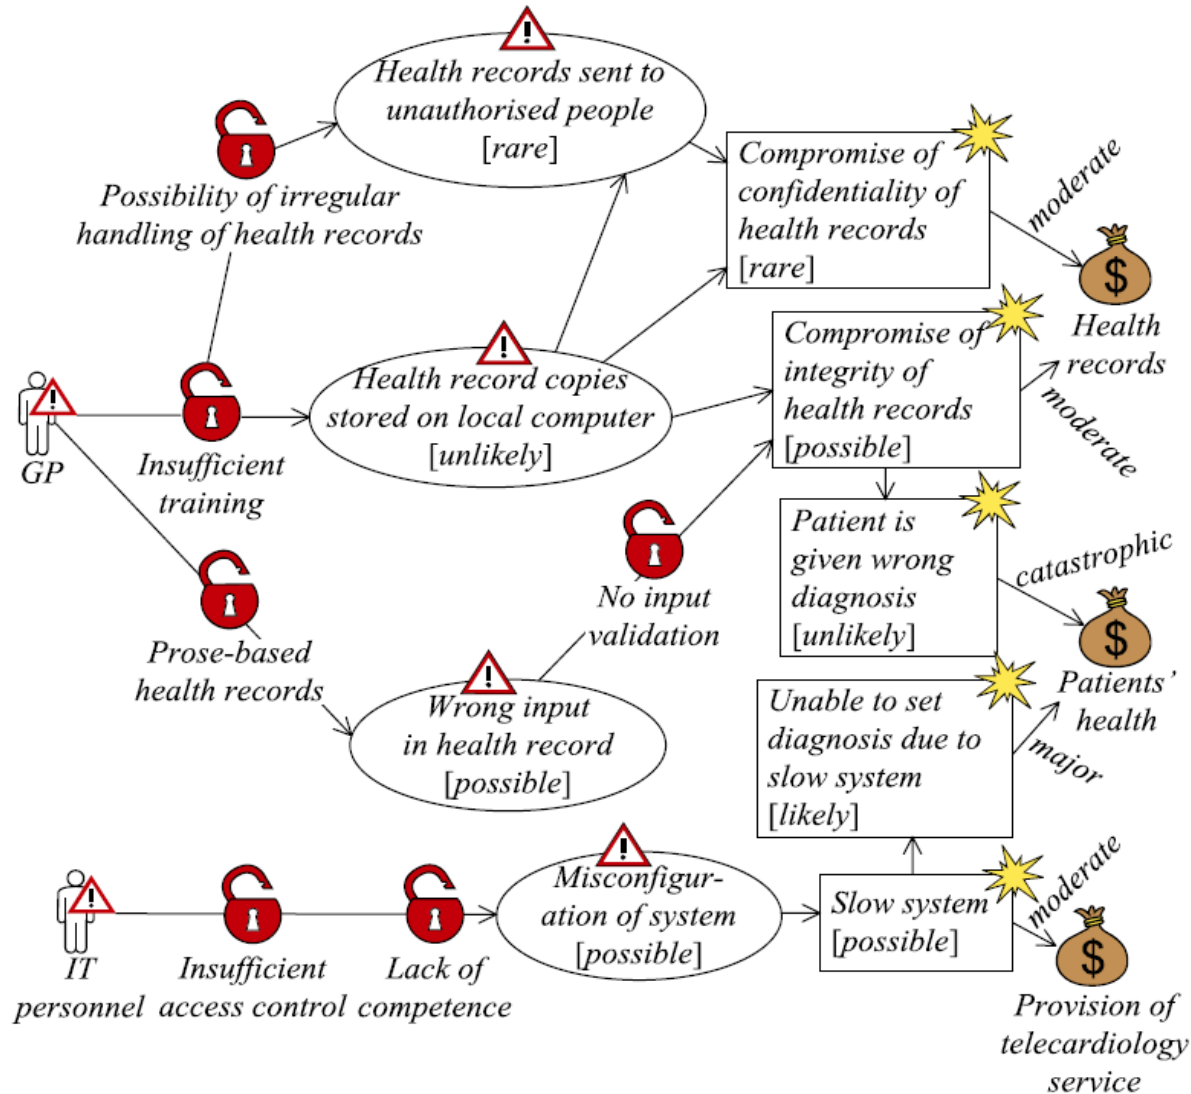 Health records sent to
unauthorised people
[rare]
Possibility of irregular
handling of health records
Compromise of
confidentiality of
health records
[rare]
moderate
$
Health
records
Health record copies
stored on local computer
[unlikely]
GP
Insufficient
training
Compromise of
integrity of
health records
[possible]
moderate
Patient is
given wrong
diagnosis
[unlikely]
catastrophic
$
Patients'
health
No input
validation
Prose-based
health records
Wrong input
in health record
[possible]
Unable to set
diagnosis due to
slow system
[likely]
major
Misconfigur-
ation of system
[possible]
Slow system
[possible]
moderate
$
Provision of
telecardiology
service
IT
personnel
Insufficient
access control
Lack of
competence